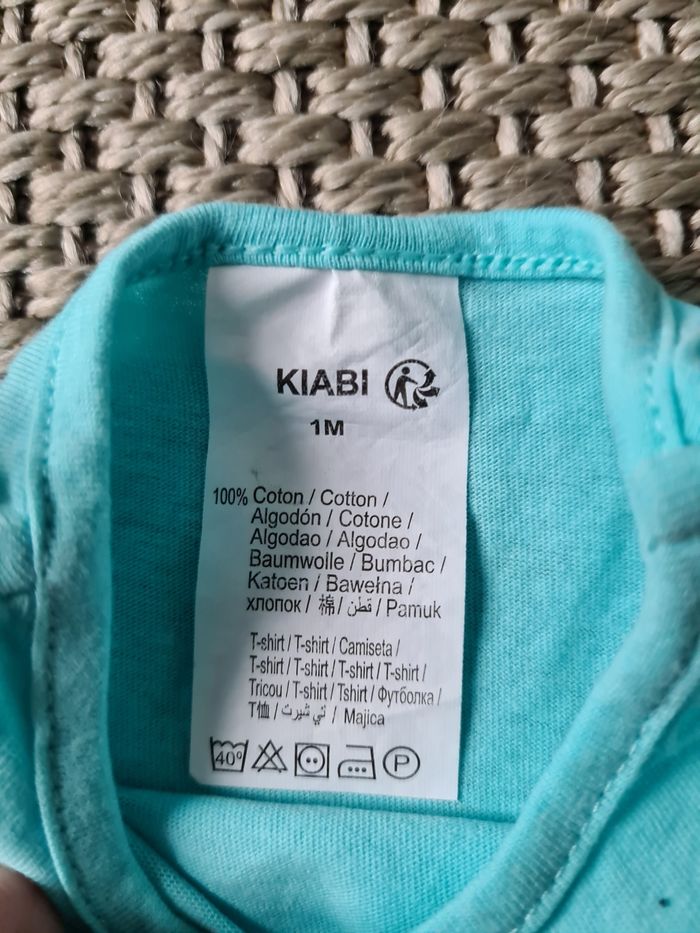 KIABI
1M
100% Coton / Cotton /
Algodón / Cotone /
Algodao / Algodao /
Baumwolle / Bumbac /
Katoen / Bawełna /
хлопок / 棉 / قطن / Pamuk
T-shirt / T-shirt / Camiseta /
T-shirt / T-shirt / T-shirt / T-shirt /
Tricou / T-shirt / Tshirt / Футболка /
T恤 / تي شيرت / Majica
40° P